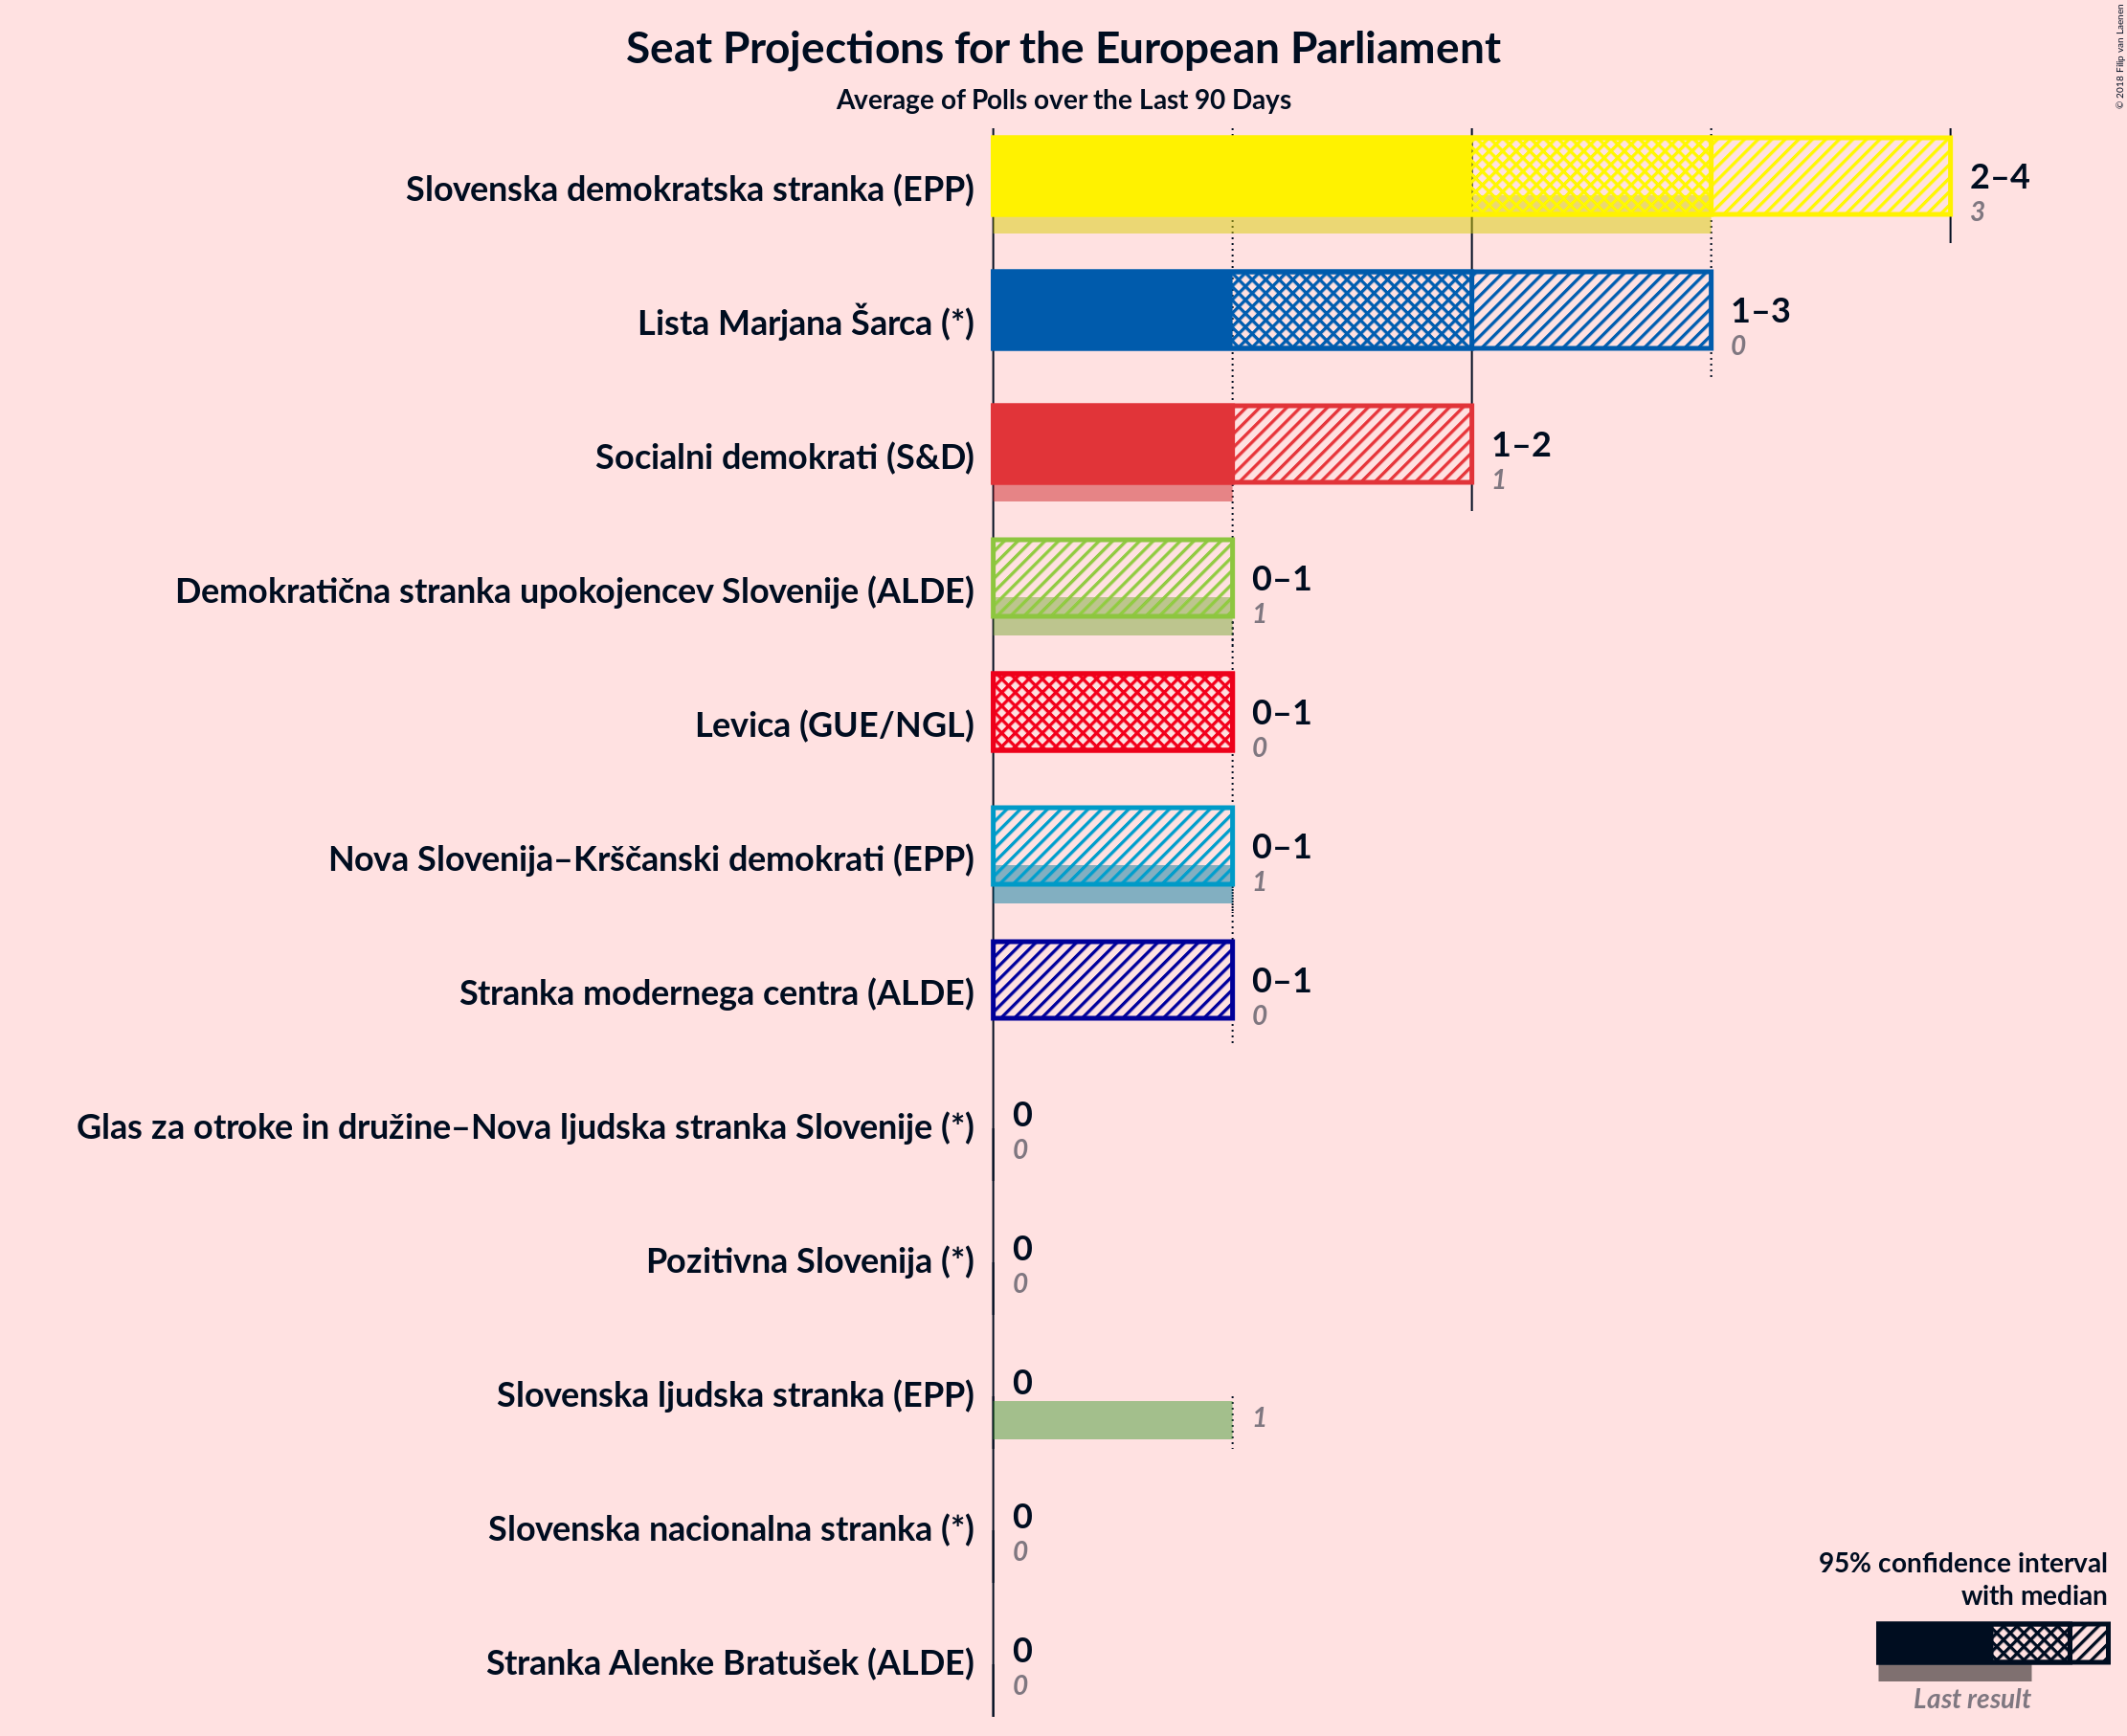 Seat Projections for the European Parliament
Average of Polls over the Last 90 Days
© 2018 Filip van Laenen
Slovenska demokratska stranka (EPP)
2–4
3
Lista Marjana Šarca (*)
1–3
0
Socialni demokrati (S&D)
1–2
1
Demokratična stranka upokojencev Slovenije (ALDE)
0–1
1
Levica (GUE/NGL)
0–1
0
Nova Slovenija–Krščanski demokrati (EPP)
0–1
1
Stranka modernega centra (ALDE)
0–1
0
Glas za otroke in družine–Nova ljudska stranka Slovenije (*)
0
0
Pozitivna Slovenija (*)
0
0
Slovenska ljudska stranka (EPP)
0
1
Slovenska nacionalna stranka (*)
0
0
Stranka Alenke Bratušek (ALDE)
0
0
95% confidence interval
with median
Last result